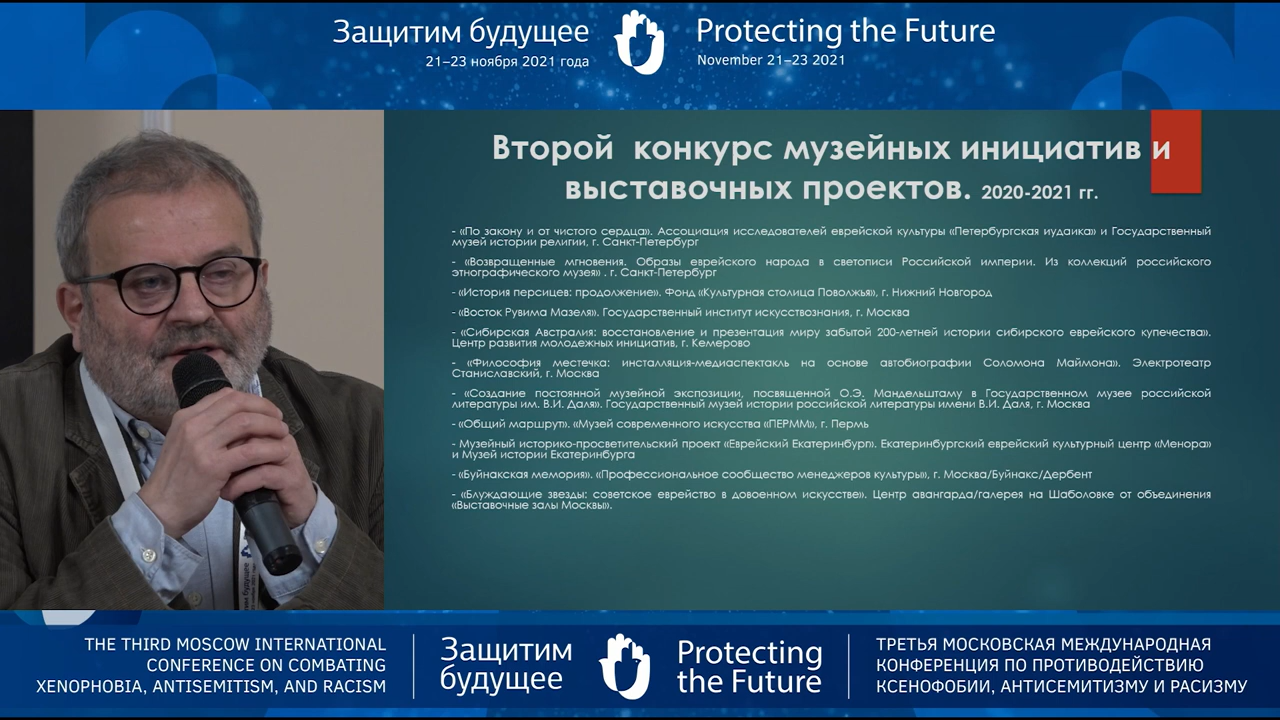 Защитим будущее
21–23 ноября 2021 года
Protecting the Future
November 21–23 2021
Второй конкурс музейных инициатив и
выставочных проектов. 2020-2021 гг.
- «По закону и от чистого сердца». Ассоциация исследователей еврейской культуры «Петербургская иудаика» и Государственный
музей истории религии, г. Санкт-Петербург
- «Возвращенные мгновения. Образы еврейского народа в светописи Российской империи. Из коллекций российского
этнографического музея» . г. Санкт-Петербург
- «История персицев: продолжение». Фонд «Культурная столица Поволжья», г. Нижний Новгород
- «Восток Рувима Мазеля». Государственный институт искусствознания, г. Москва
- «Сибирская Австралия: восстановление и презентация миру забытой 200-летней истории сибирского еврейского купечества».
Центр развития молодежных инициатив, г. Кемерово
- «Философия местечка: инсталляция-медиаспектакль на основе автобиографии Соломона Маймона». Электротеатр
Станиславский, г. Москва
- «Создание постоянной музейной экспозиции, посвященной О.Э. Мандельштаму в Государственном музее российской
литературы им. В.И. Даля». Государственный музей истории российской литературы имени В.И. Даля, г. Москва
- «Общий маршрут». «Музей современного искусства «ПЕРММ», г. Пермь
- Музейный историко-просветительский проект «Еврейский Екатеринбург». Екатеринбургский еврейский культурный центр «Менора»
и Музей истории Екатеринбурга
- «Буйнакская мемория». «Профессиональное сообщество менеджеров культуры», г. Москва/Буйнакс/Дербент
- «Блуждающие звезды: советское еврейство в довоенном искусстве». Центр авангарда/галерея на Шаболовке от объединения
«Выставочные залы Москвы».
THE THIRD MOSCOW INTERNATIONAL
CONFERENCE ON COMBATING
XENOPHOBIA, ANTISEMITISM, AND RACISM
Защитим
будущее
Protecting
the Future
ТРЕТЬЯ МОСКОВСКАЯ МЕЖДУНАРОДНАЯ
КОНФЕРЕНЦИЯ ПО ПРОТИВОДЕЙСТВИЮ
КСЕНОФОБИИ, АНТИСЕМИТИЗМУ И РАСИЗМУ